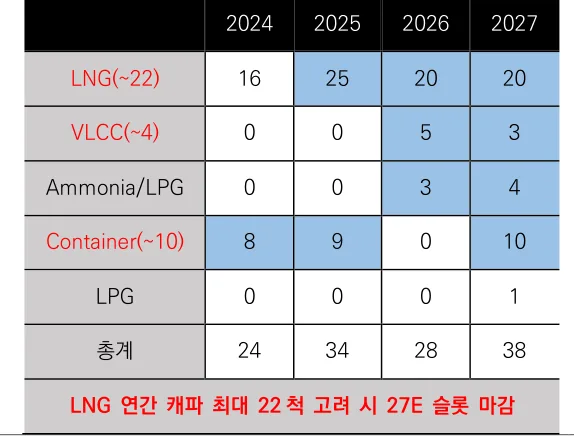 2024 2025 2026 2027
LNG(~22) 16 25 20 20
VLCC(~4) 0 0 5 3
Ammonia/LPG 0 0 3 4
Container(~10) 8 9 0 10
LPG 0 0 0 1
총계 24 34 28 38
LNG 연간 캐파 최대 22척 고려 시 27E 슬롯 마감